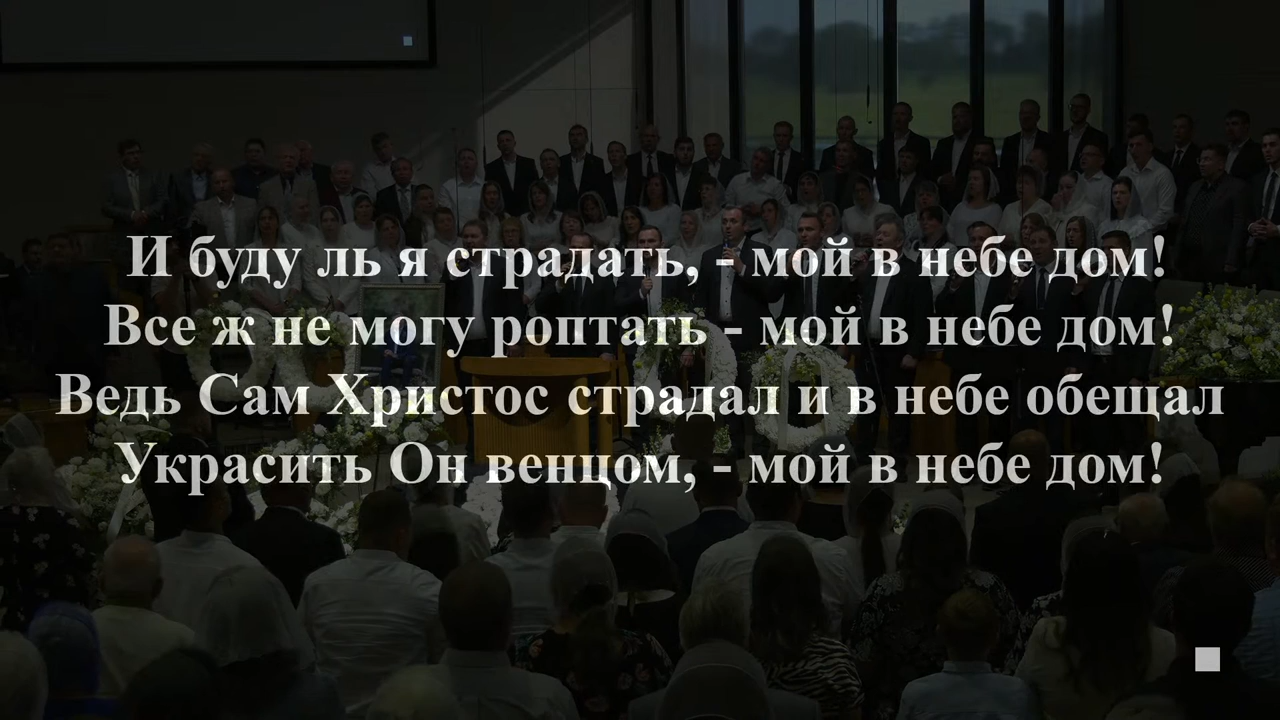 И буду ль я страдать, - мой в небе дом!
Все ж не могу роптать - мой в небе дом!
Ведь Сам Христос страдал и в небе обещал
Украсить Он венцом, - мой в небе дом!